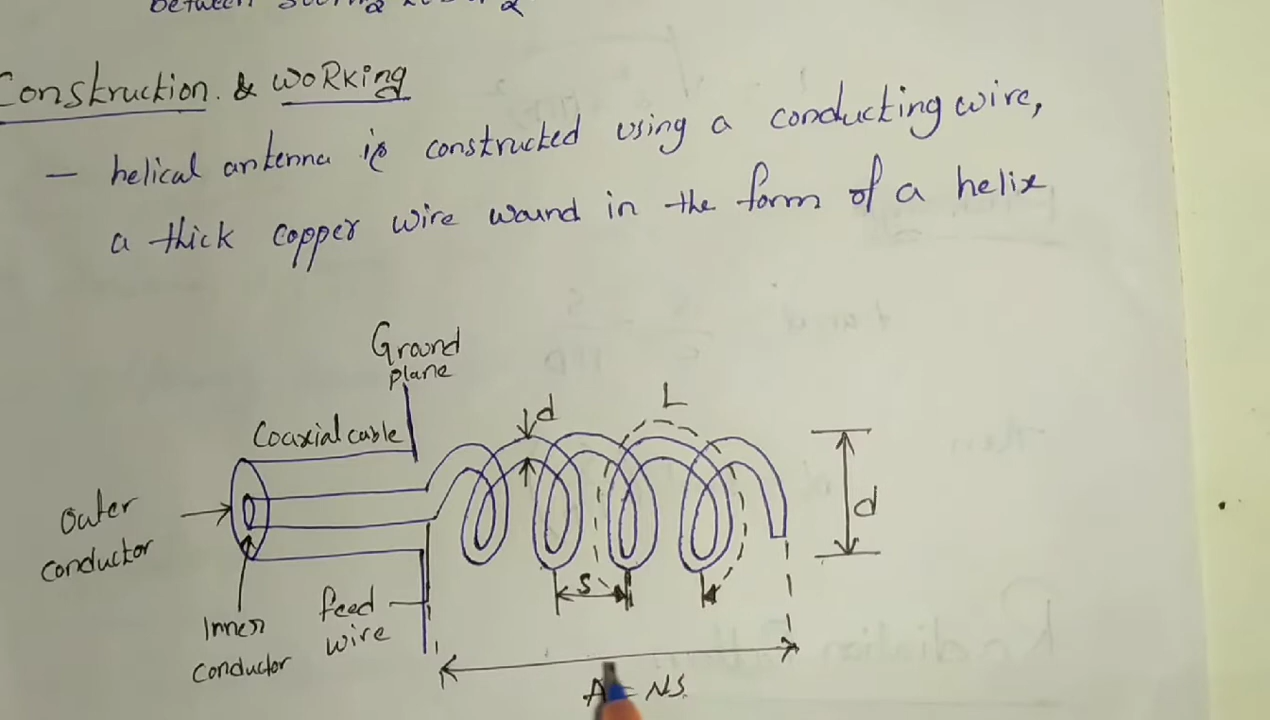 between
Construction & WORKing
— helical antenna is constructed using a conducting wire,
a thick copper wire wound in the form of a helix
Ground
plane
Coaxial cable
d
L
Outer
conductor
d
S
Inner
conductor
feed
wire
A = NS